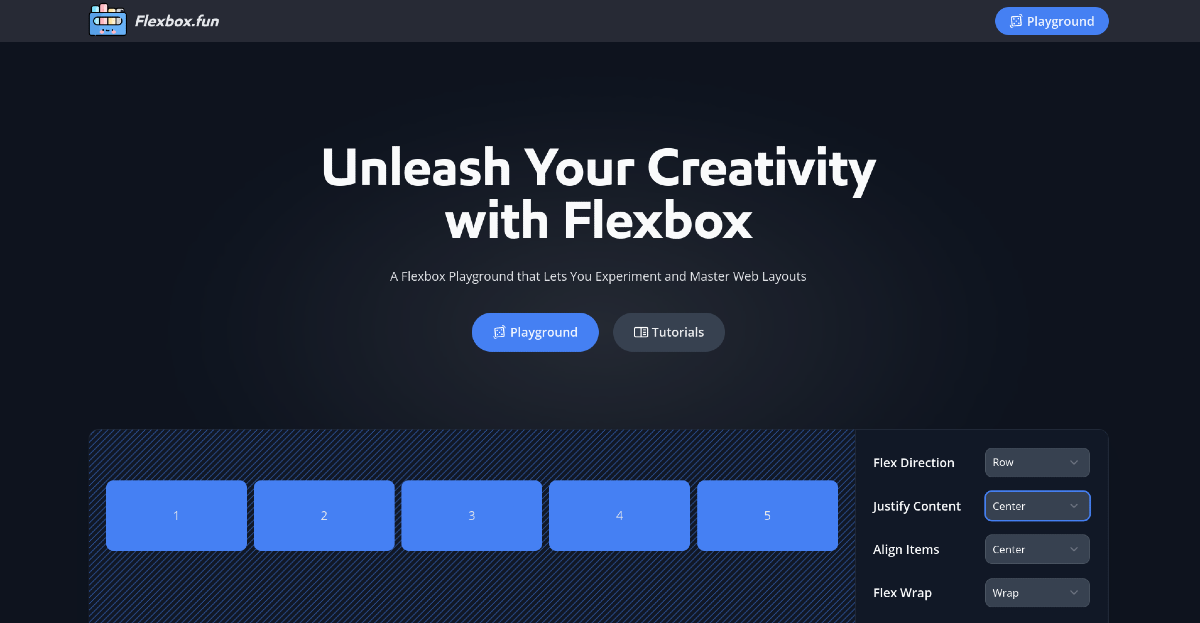 Flexbox.fun
Playground
Unleash Your Creativity
with Flexbox
A Flexbox Playground that Lets You Experiment and Master Web Layouts
Playground
Tutorials
1
2
3
4
5
Flex Direction
Row
Justify Content
Center
Align Items
Center
Flex Wrap
Wrap